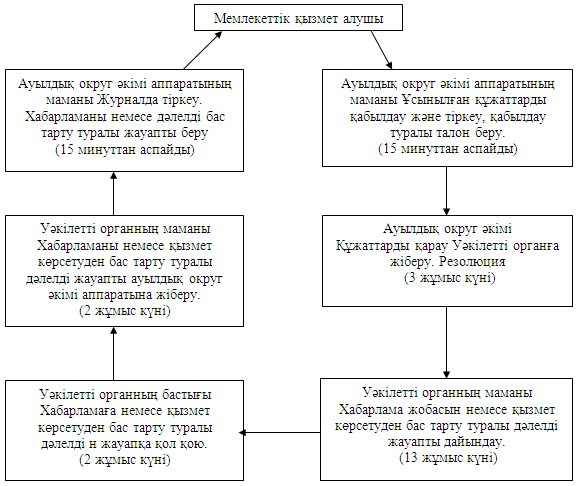 Мемлекеттік қызмет алушы
Ауылдық округ әкімі аппаратының
маманы Журналда тіркеу.
Хабарламаны немесе дәлелді бас
тарту туралы жауапты беру
(15 минуттан аспайды)
Ауылдық округ әкімі аппаратының
маманы Ұсынылған құжаттарды
қабылдау және тіркеу, қабылдау
туралы талон беру.
(15 минуттан аспайды)
Уәкілетті органның маманы
Хабарламаны немесе қызмет
көрсетуден бас тарту туралы
дәлелді жауапты ауылдық округ
әкімі аппаратына жіберу.
(2 жұмыс күні)
Ауылдық округ әкімі
Құжаттарды қарау Уәкілетті органға
жіберу. Резолюция
(3 жұмыс күні)
Уәкілетті органның бастығы
Хабарламаға немесе қызмет
көрсетуден бас тарту туралы
дәлелді н жауапқа қол қою.
(2 жұмыс күні)
Уәкілетті органның маманы
Хабарлама жобасын немесе қызмет
көрсетуден бас тарту туралы дәлелді
жауапты дайындау.
(13 жұмыс күні)